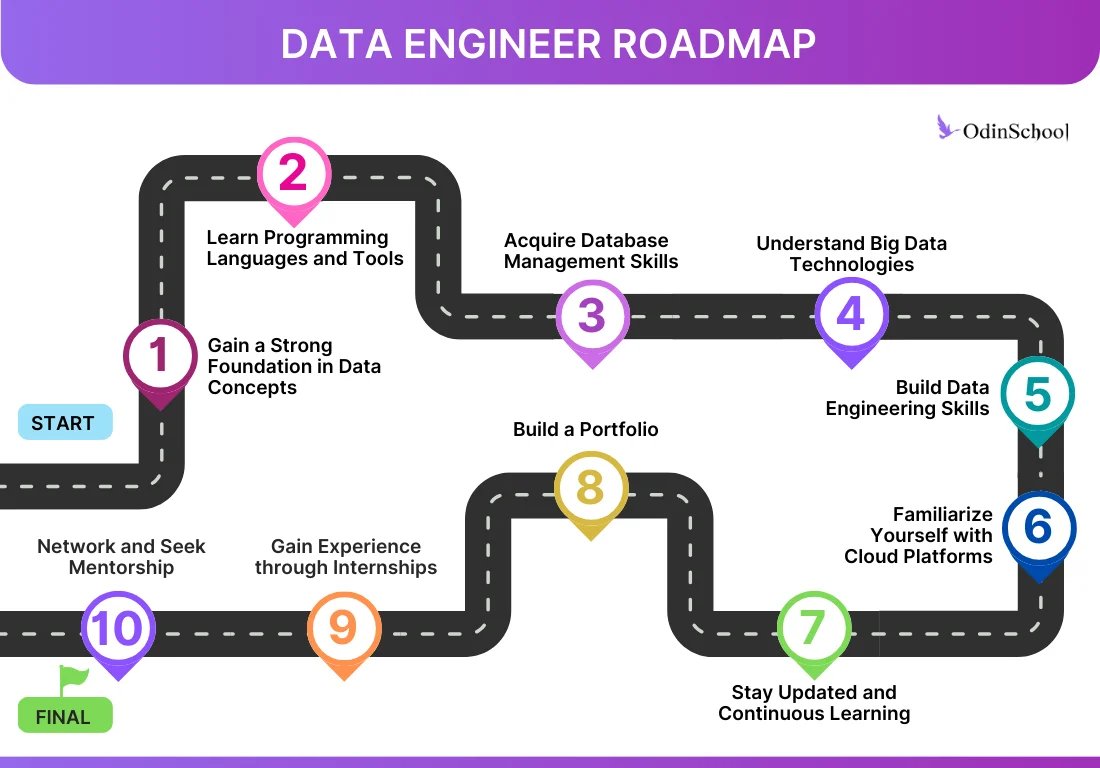 DATA ENGINEER ROADMAP
OdinSchool
START
1
Gain a Strong
Foundation in Data
Concepts
2
Learn Programming
Languages and Tools
Acquire Database
Management Skills
3
Understand Big Data
Technologies
4
Build Data
Engineering Skills
5
Familiarize
Yourself with
Cloud Platforms
6
7
Stay Updated and
Continuous Learning
Build a Portfolio
8
Gain Experience
through Internships
9
Network and Seek
Mentorship
10
FINAL